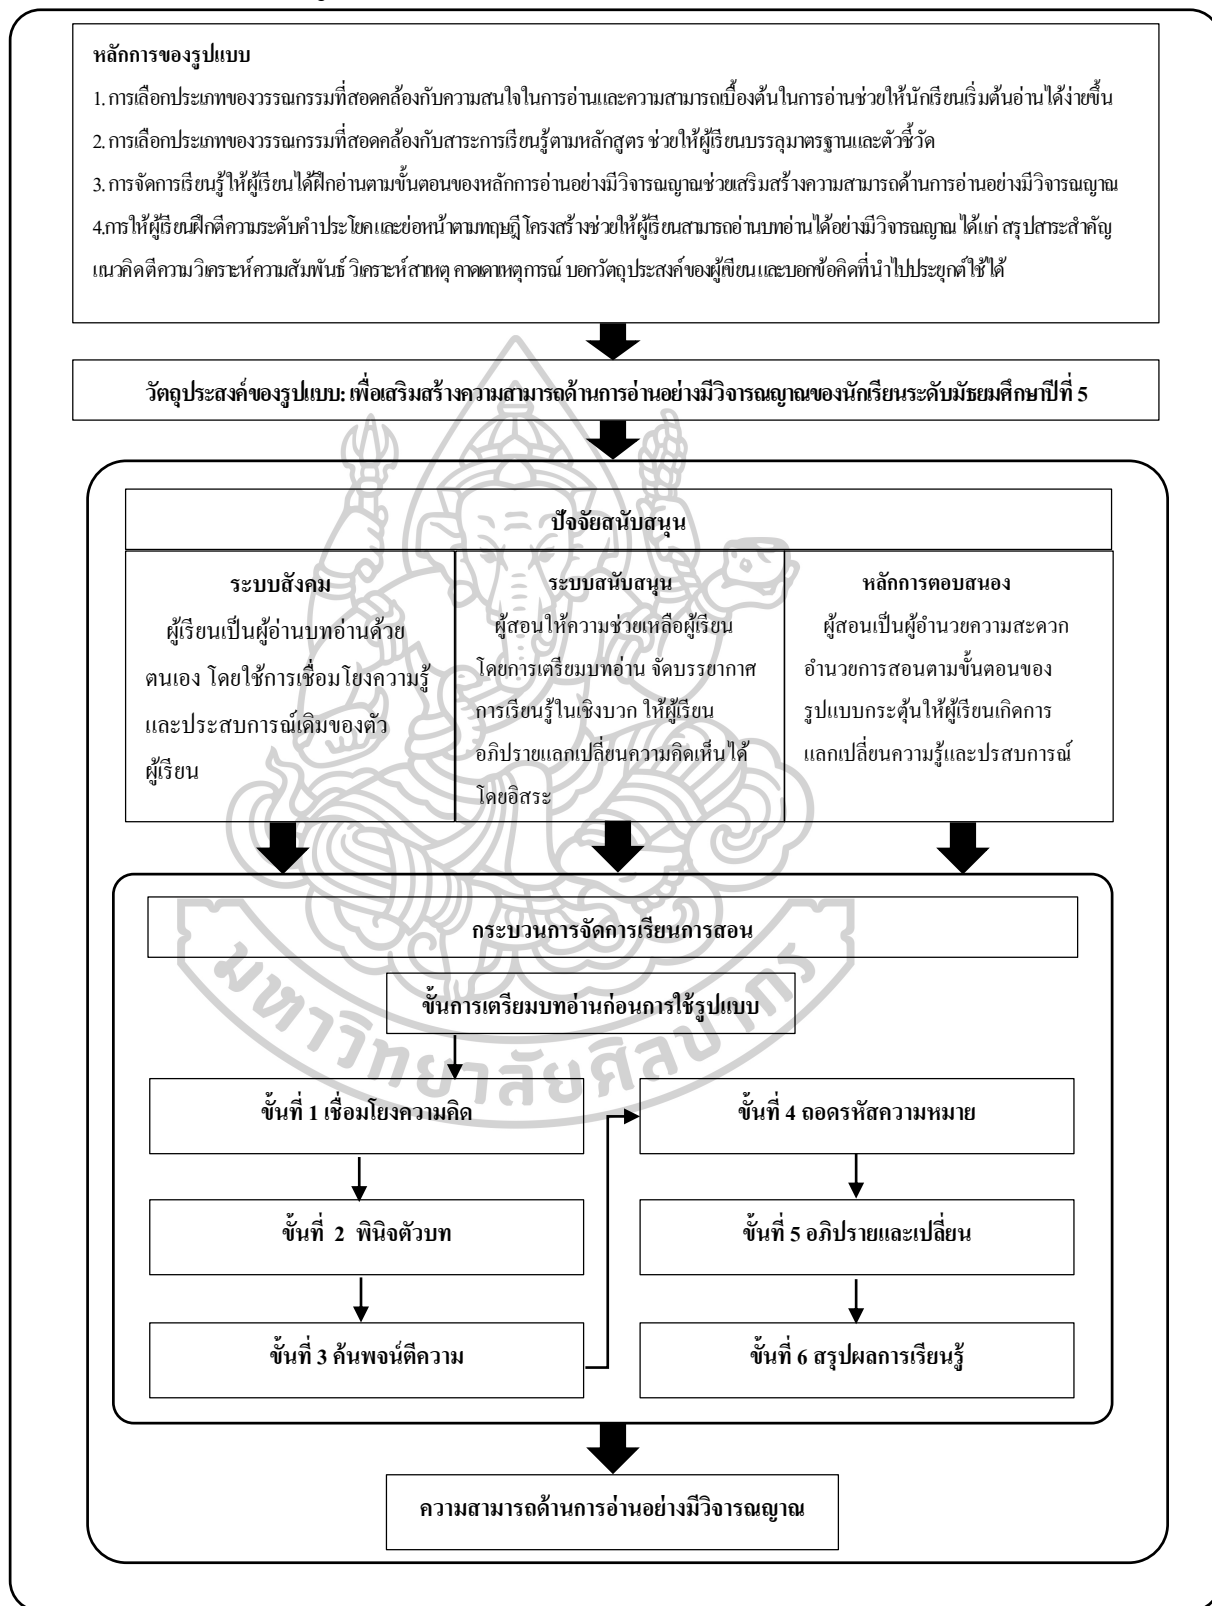 หลักการของรูปแบบ
1. การเลือกประเภทของวรรณกรรมที่สอดคล้องกับความสนใจในการอ่านและความสามารถเบื้องต้นในการอ่านช่วยให้นักเรียนเริ่มต้นอ่านได้ง่ายขึ้น
2. การเลือกประเภทของวรรณกรรมที่สอดคล้องกับสาระการเรียนรู้ตามหลักสูตร ช่วยให้ผู้เรียนบรรลุมาตรฐานและตัวชี้วัด
3. การจัดการเรียนรู้ให้ผู้เรียนได้ฝึกอ่านตามขั้นตอนของหลักการอ่านอย่างมีวิจารณญาณช่วยเสริมสร้างความสามารถด้านการอ่านอย่างมีวิจารณญาณ
4.การให้ผู้เรียนฝึกตีความระดับคำประโยคและย่อหน้าตามทฤษฎีโครงสร้างช่วยให้ผู้เรียนสามารถอ่านบทอ่านได้อย่างมีวิจารณญาณ ได้แก่ สรุปสาระสำคัญ
แนวคิดตีความ วิเคราะห์ความสัมพันธ์ วิเคราะห์สาเหตุ คาดเดาเหตุการณ์ บอกวัตถุประสงค์ของผู้เขียน และบอกข้อคิดที่นำไปประยุกต์ใช้ได้
วัตถุประสงค์ของรูปแบบ: เพื่อเสริมสร้างความสามารถด้านการอ่านอย่างมีวิจารณญาณของนักเรียนระดับมัธยมศึกษาปีที่ 5
ปัจจัยสนับสนุน
ระบบสังคม
ผู้เรียนเป็นผู้อ่านบทอ่านด้วย
ตนเอง โดยใช้การเชื่อมโยงความรู้
และประสบการณ์เดิมของตัว
ผู้เรียน
ระบบสนับสนุน
ผู้สอนให้ความช่วยเหลือผู้เรียน
โดยการเตรียมบทอ่าน จัดบรรยากาศ
การเรียนรู้ในเชิงบวก ให้ผู้เรียน
อภิปรายแลกเปลี่ยนความคิดเห็นได้
โดยอิสระ
หลักการตอบสนอง
ผู้สอนเป็นผู้อำนวยความสะดวก
อำนวยการสอนตามขั้นตอนของ
รูปแบบกระตุ้นให้ผู้เรียนเกิดการ
แลกเปลี่ยนความรู้และปรสบการณ์
กระบวนการจัดการเรียนการสอน
ขั้นการเตรียมบทอ่านก่อนการใช้รูปแบบ
ขั้นที่ 1 เชื่อมโยงความคิด
ขั้นที่ 2 พินิจตัวบท
ขั้นที่ 3 ค้นพจน์ตีความ
ขั้นที่ 4 ถอดรหัสความหมาย
ขั้นที่ 5 อภิปรายและเปลี่ยน
ขั้นที่ 6 สรุปผลการเรียนรู้
มหาวิทยาลัยศิลปากร
ความสามารถด้านการอ่านอย่างมีวิจารณญาณ